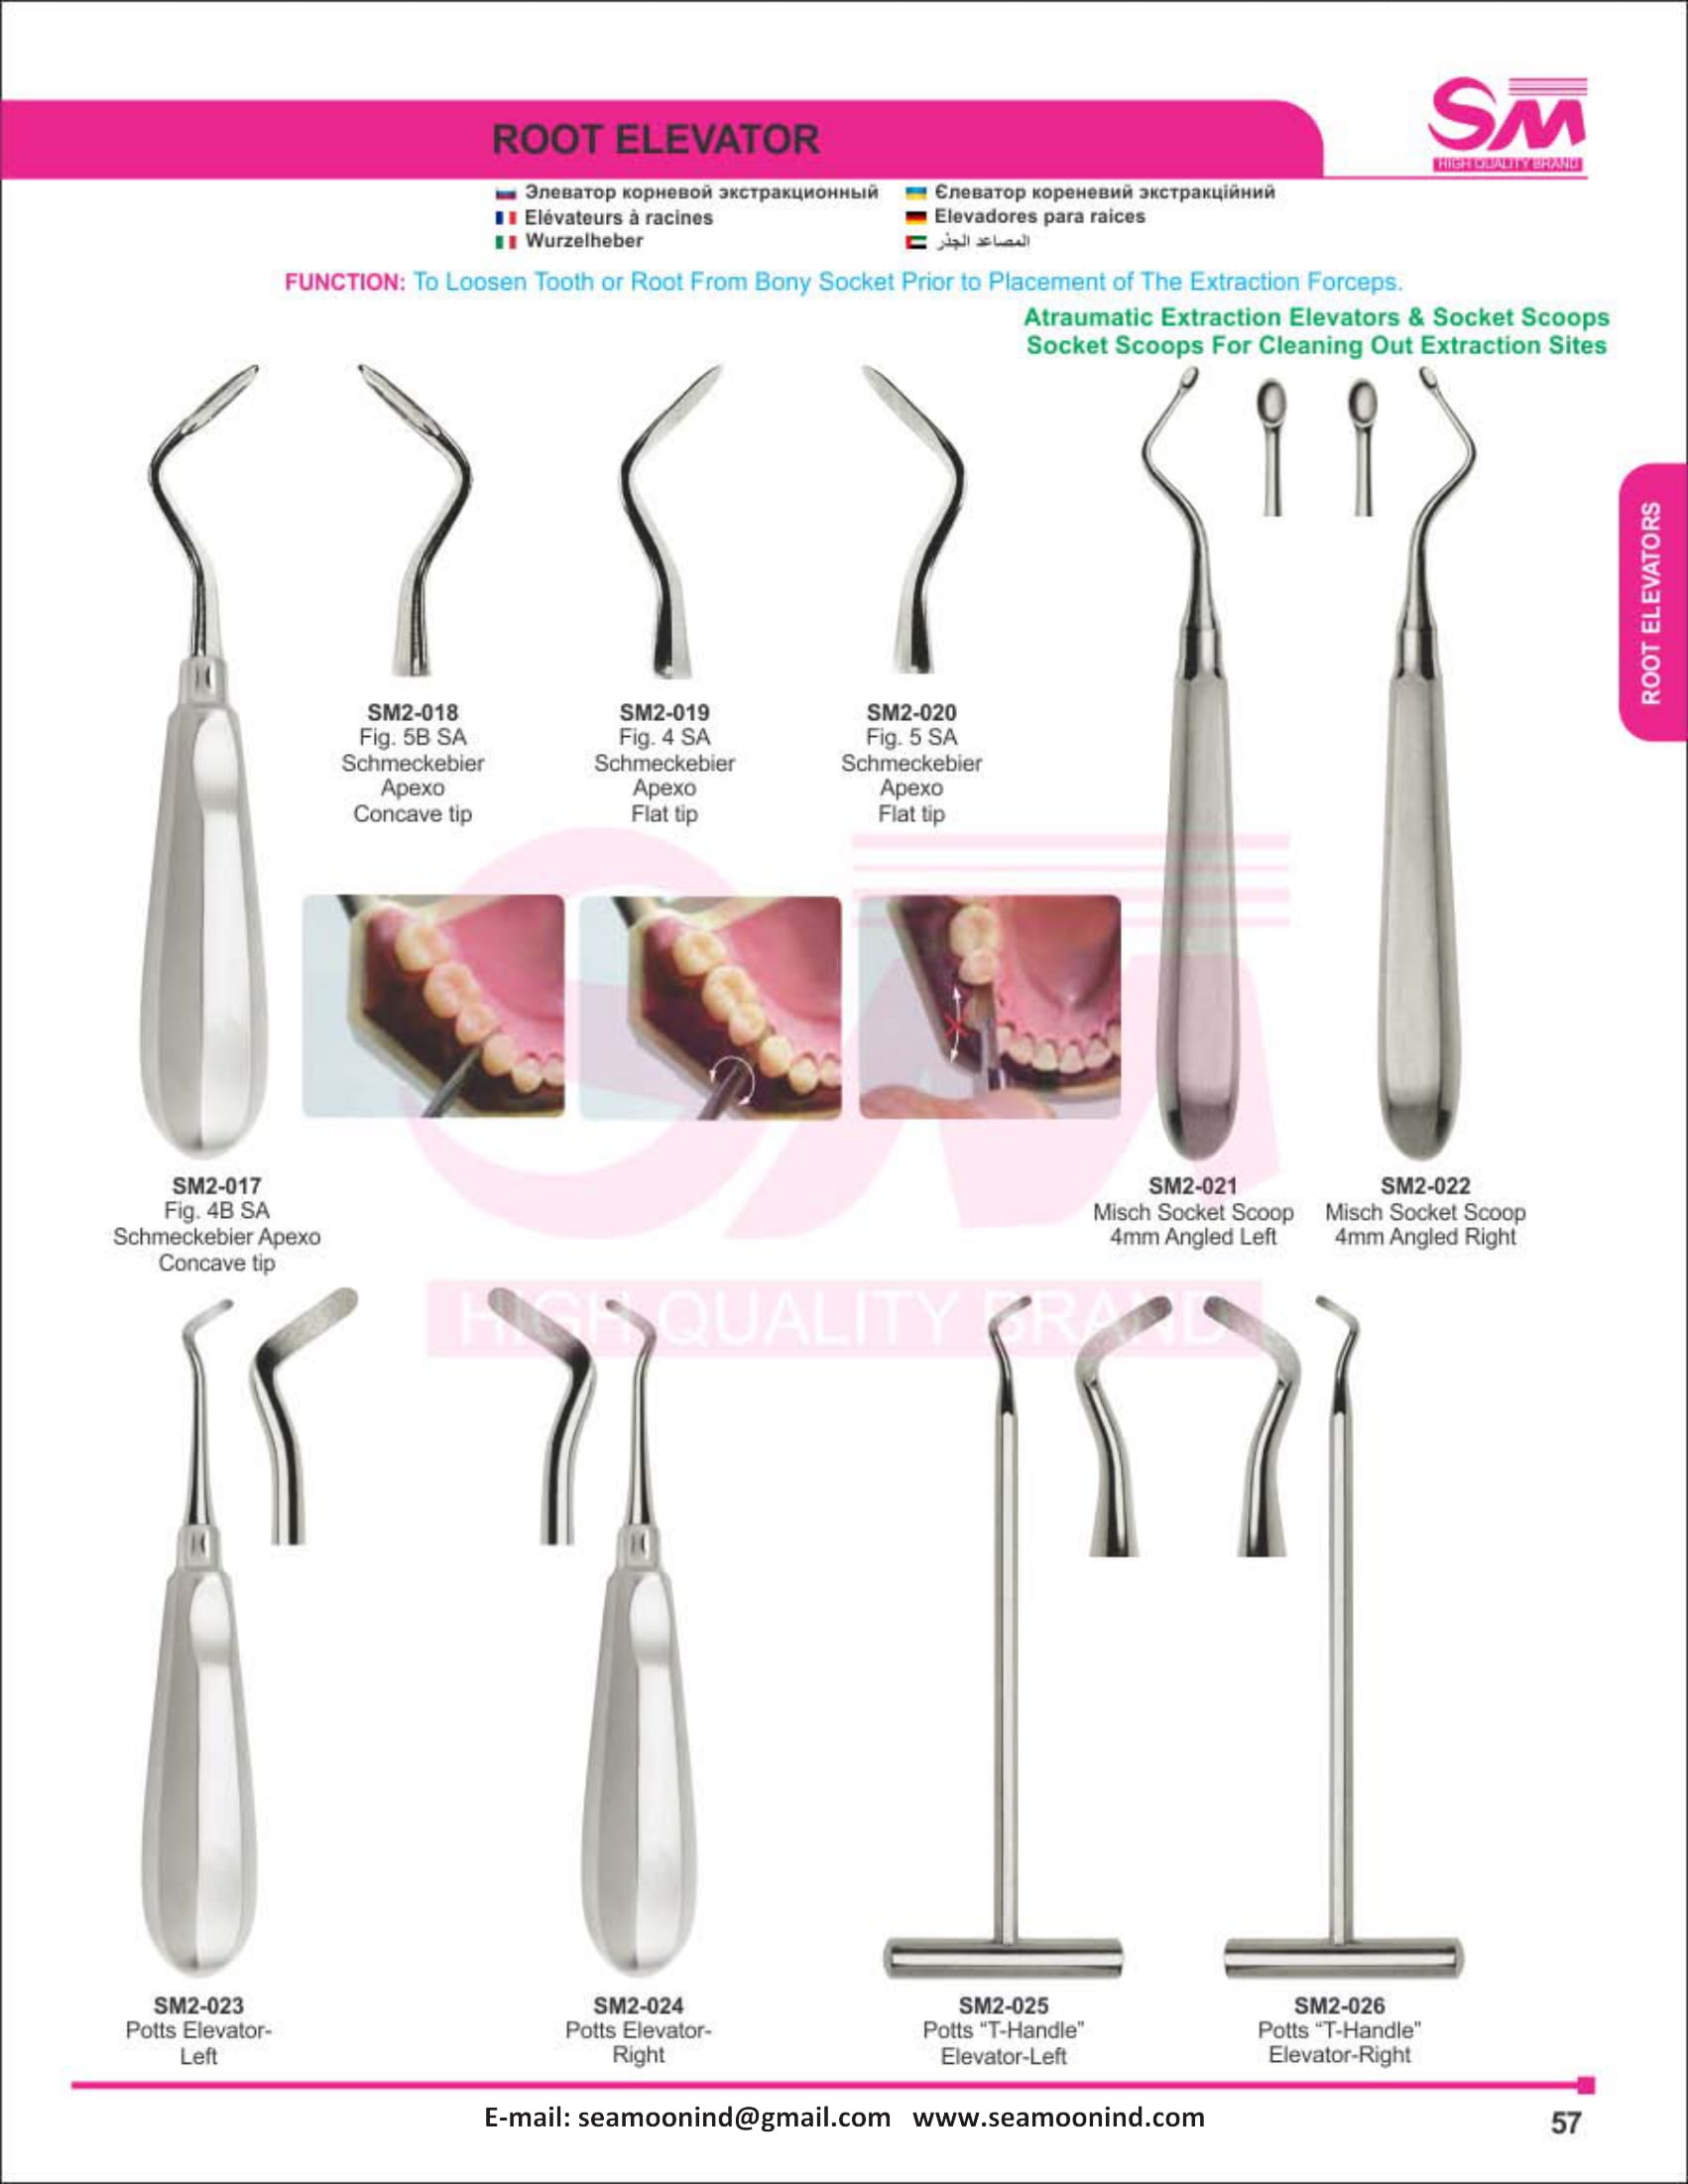 SM
HIGH QUALITY BRAND
ROOT ELEVATOR
Элеватор корневой экстракционный
Єлеватор кореневий экстракційний
Elévateurs à racines
Elevadores para raices
Wurzelheber
المصاعد الجذر
FUNCTION: To Loosen Tooth or Root From Bony Socket Prior to Placement of The Extraction Forceps.
Atraumatic Extraction Elevators & Socket Scoops
Socket Scoops For Cleaning Out Extraction Sites
ROOT ELEVATORS
SM2-018
Fig. 5B SA
Schmeckebier
Apexo
Concave tip
SM2-019
Fig. 4 SA
Schmeckebier
Apexo
Flat tip
SM2-020
Fig. 5 SA
Schmeckebier
Apexo
Flat tip
SM2-017
Fig. 4B SA
Schmeckebier Apexo
Concave tip
SM2-021
Misch Socket Scoop
4mm Angled Left
SM2-022
Misch Socket Scoop
4mm Angled Right
SM
HIGH QUALITY BRAND
SM2-023
Potts Elevator-
Left
SM2-024
Potts Elevator-
Right
SM2-025
Potts “T-Handle”
Elevator-Left
SM2-026
Potts “T-Handle”
Elevator-Right
E-mail: seamoonind@gmail.com www.seamoonind.com
57